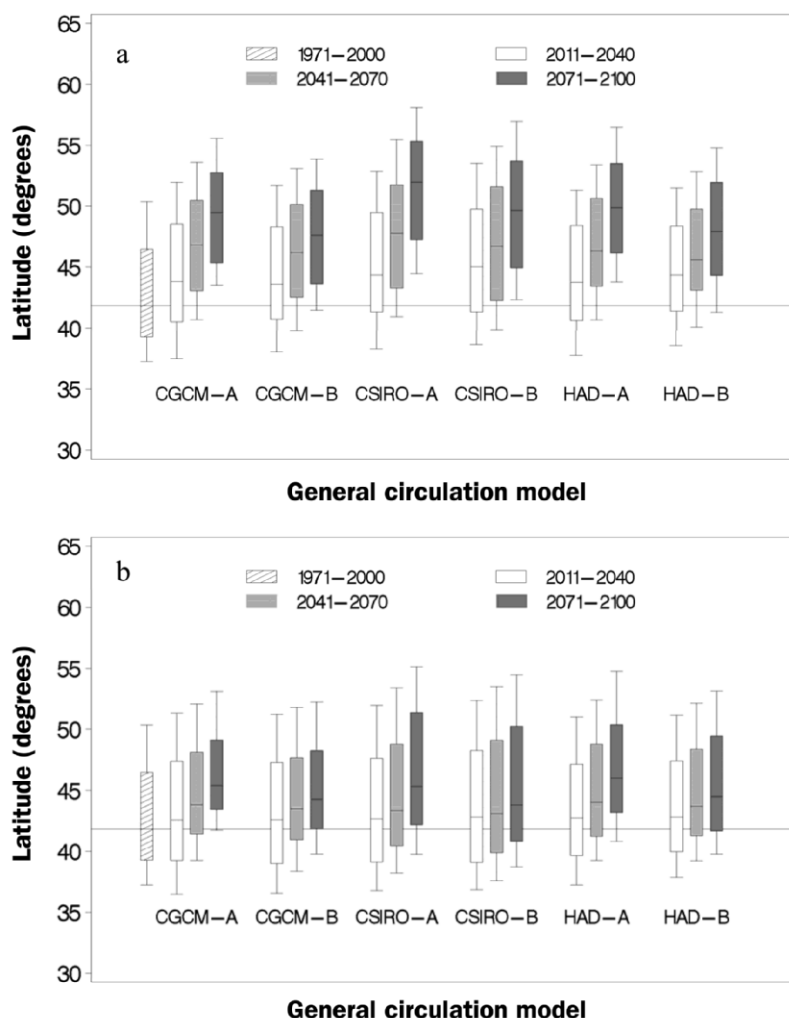 a
1971–2000 2011–2040
2041–2070 2071–2100
65
60
55
50
45
40
35
30
Latitude (degrees)
CGCM–A CGCM–B CSIRO–A CSIRO–B HAD–A HAD–B
General circulation model
b
1971–2000 2011–2040
2041–2070 2071–2100
65
60
55
50
45
40
35
30
Latitude (degrees)
CGCM–A CGCM–B CSIRO–A CSIRO–B HAD–A HAD–B
General circulation model